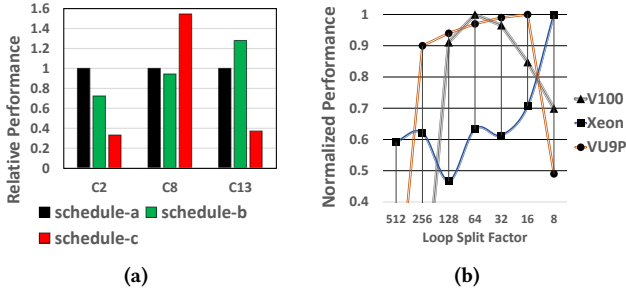 Relative Performance
1.6
1.4
1.2
1
0.8
0.6
0.4
0.2
0
C2 C8 C13
schedule-a schedule-b
schedule-c
(a)
Normalized Performance
1
0.9
0.8
0.7
0.6
0.5
0.4
512 256 128 64 32 16 8
Loop Split Factor
V100
Xeon
VU9P
(b)